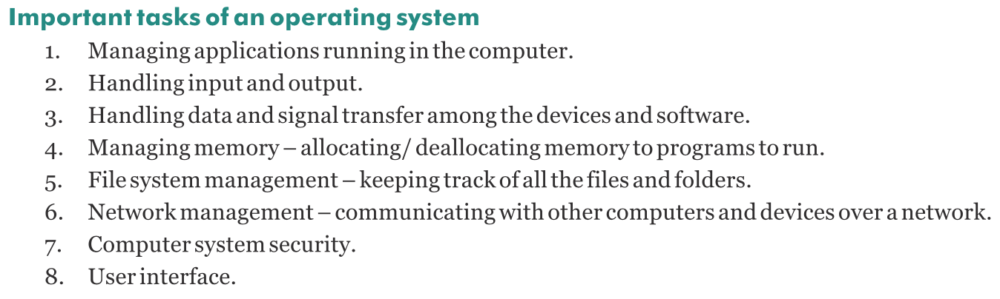 Important tasks of an operating system
1. Managing applications running in the computer.
2. Handling input and output.
3. Handling data and signal transfer among the devices and software.
4. Managing memory – allocating/ deallocating memory to programs to run.
5. File system management – keeping track of all the files and folders.
6. Network management – communicating with other computers and devices over a network.
7. Computer system security.
8. User interface.